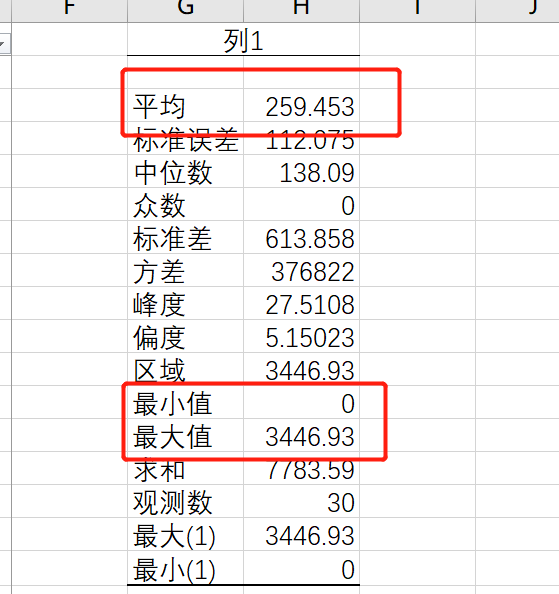 F G H I J
列1
平均 259.453
标准误差 112.075
中位数 138.09
众数 0
标准差 613.858
方差 376822
峰度 27.5108
偏度 5.15023
区域 3446.93
最小值 0
最大值 3446.93
求和 7783.59
观测数 30
最大(1) 3446.93
最小(1) 0